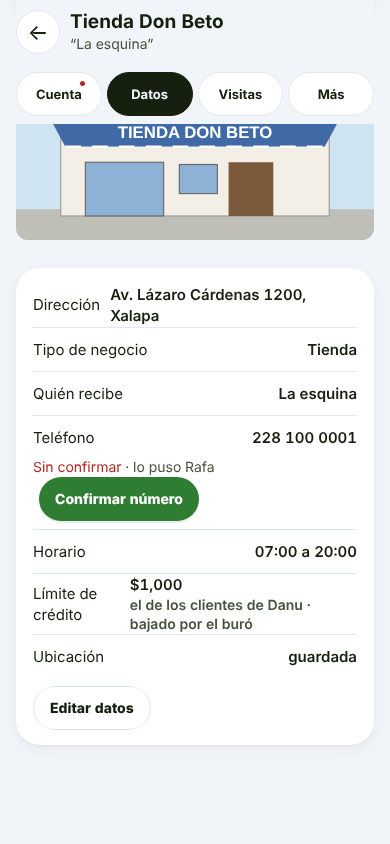 Tienda Don Beto
“La esquina”
Cuenta
Datos
Visitas
Más
TIENDA DON BETO
Dirección
Av. Lázaro Cárdenas 1200,
Xalapa
Tipo de negocio
Tienda
Quién recibe
La esquina
Teléfono
228 100 0001
Sin confirmar · lo puso Rafa
Confirmar número
Horario
07:00 a 20:00
Límite de
crédito
$1,000
el de los clientes de Danu ·
bajado por el buró
Ubicación
guardada
Editar datos